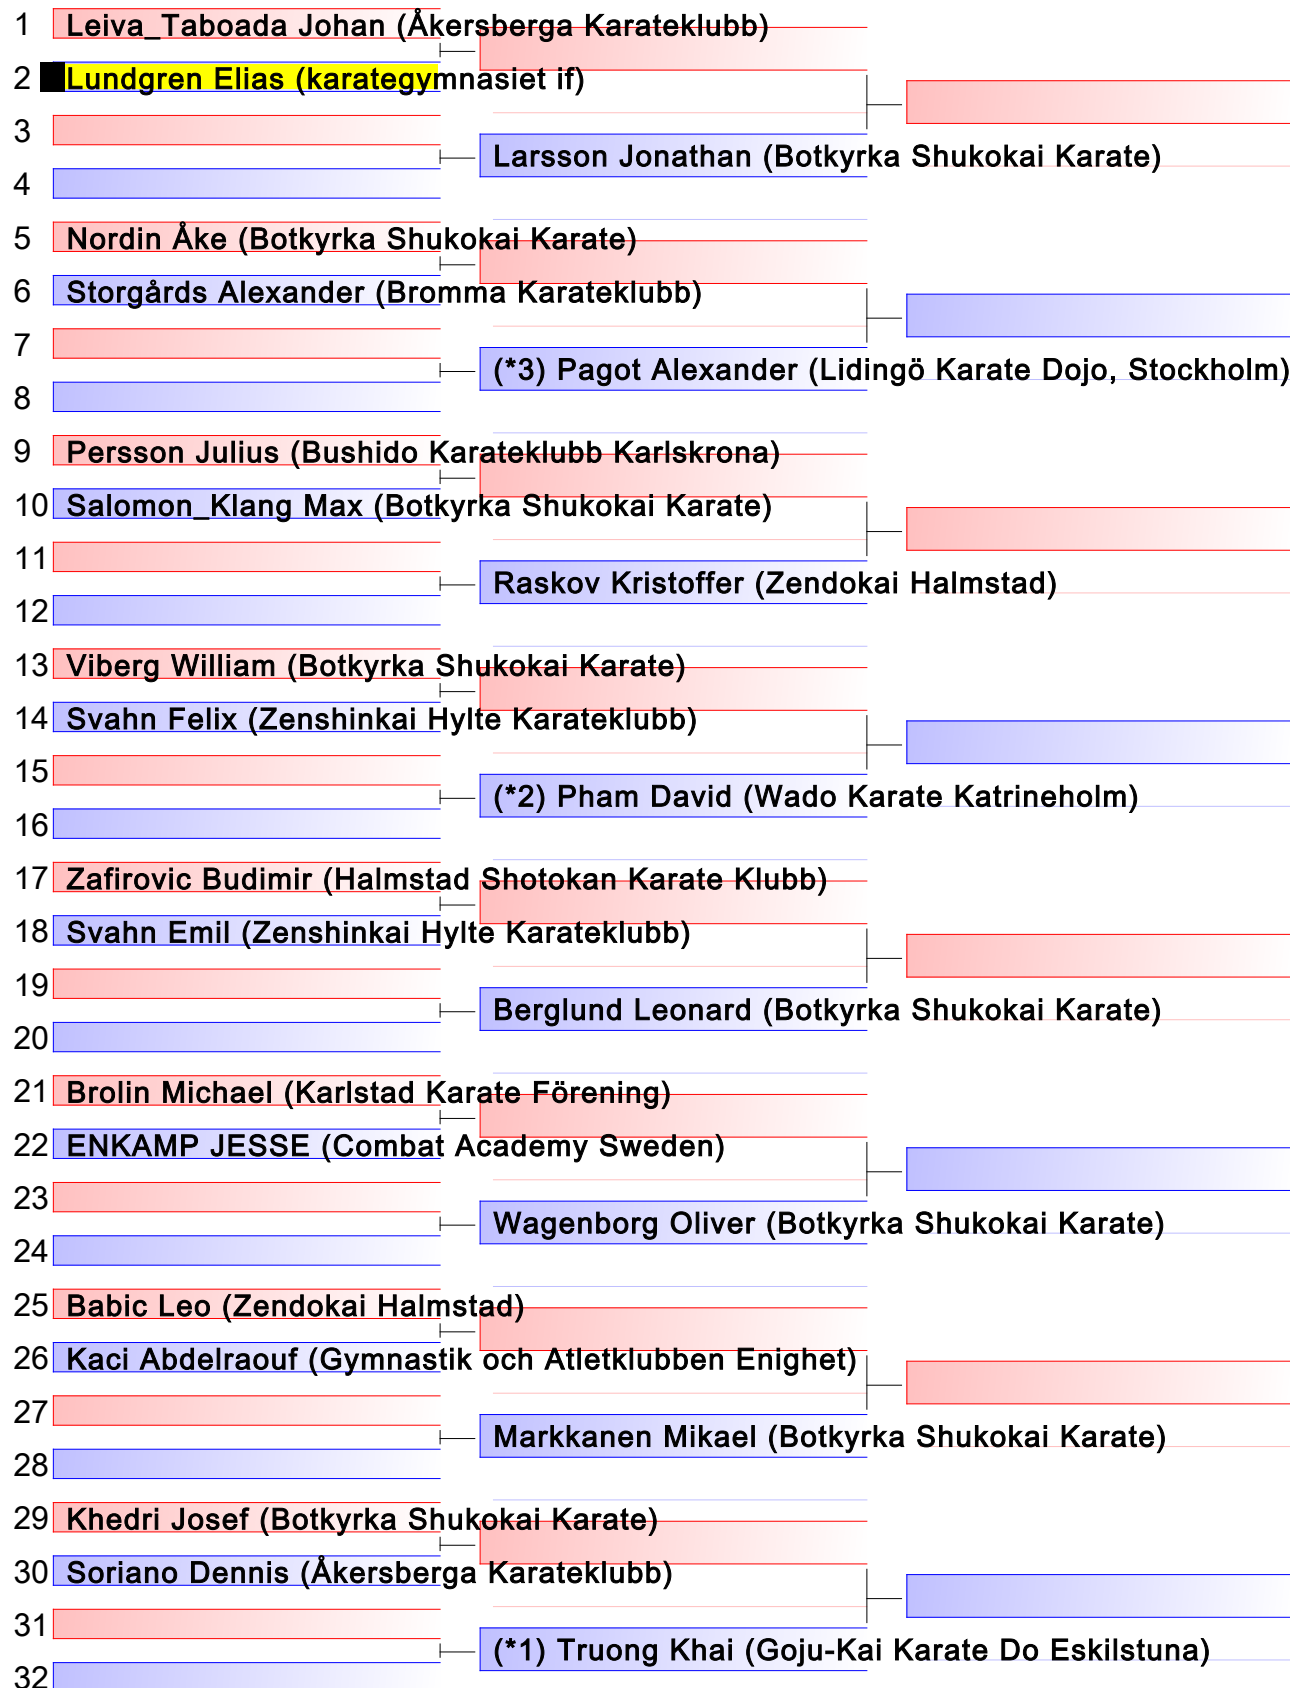 1 Leiva_Taboada Johan (Åkersberga Karateklubb)
2 Lundgren Elias (karategymnasiet if)
3
Larsson Jonathan (Botkyrka Shukokai Karate)
4
5 Nordin Åke (Botkyrka Shukokai Karate)
6 Storgårds Alexander (Bromma Karateklubb)
7
(*3) Pagot Alexander (Lidingö Karate Dojo, Stockholm)
8
9 Persson Julius (Bushido Karateklubb Karlskrona)
10 Salomon_Klang Max (Botkyrka Shukokai Karate)
11
Raskov Kristoffer (Zendokai Halmstad)
12
13 Viberg William (Botkyrka Shukokai Karate)
14 Svahn Felix (Zenshinkai Hylte Karateklubb)
15
(*2) Pham David (Wado Karate Katrineholm)
16
17 Zafirovic Budimir (Halmstad Shotokan Karate Klubb)
18 Svahn Emil (Zenshinkai Hylte Karateklubb)
19
Berglund Leonard (Botkyrka Shukokai Karate)
20
21 Brolin Michael (Karlstad Karate Förening)
22 ENKAMP JESSE (Combat Academy Sweden)
23
Wagenborg Oliver (Botkyrka Shukokai Karate)
24
25 Babic Leo (Zendokai Halmstad)
26 Kaci Abdelraouf (Gymnastik och Atletklubben Enighet)
27
Markkanen Mikael (Botkyrka Shukokai Karate)
28
29 Khedri Josef (Botkyrka Shukokai Karate)
30 Soriano Dennis (Åkersberga Karateklubb)
31
(*1) Truong Khai (Goju-Kai Karate Do Eskilstuna)
32